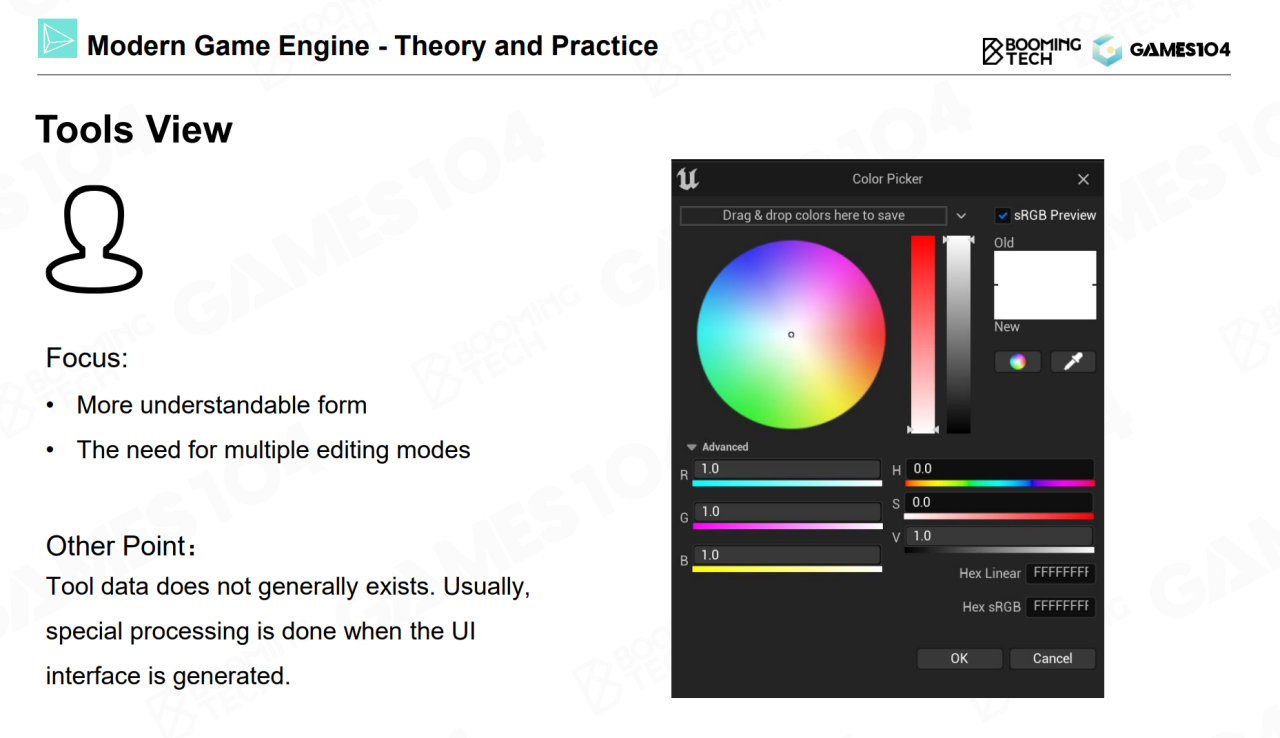 Modern Game Engine - Theory and Practice
BOOMING
TECH
GAMES104
Tools View
Focus:
• More understandable form
• The need for multiple editing modes
Other Point：
Tool data does not generally exists. Usually,
special processing is done when the UI
interface is generated.
Color Picker
Drag & drop colors here to save
sRGB Preview
Old
New
Advanced
R 1.0
H 0.0
G 1.0
S 0.0
B 1.0
V 1.0
Hex Linear FFFFFFFF
Hex sRGB FFFFFFFF
OK Cancel